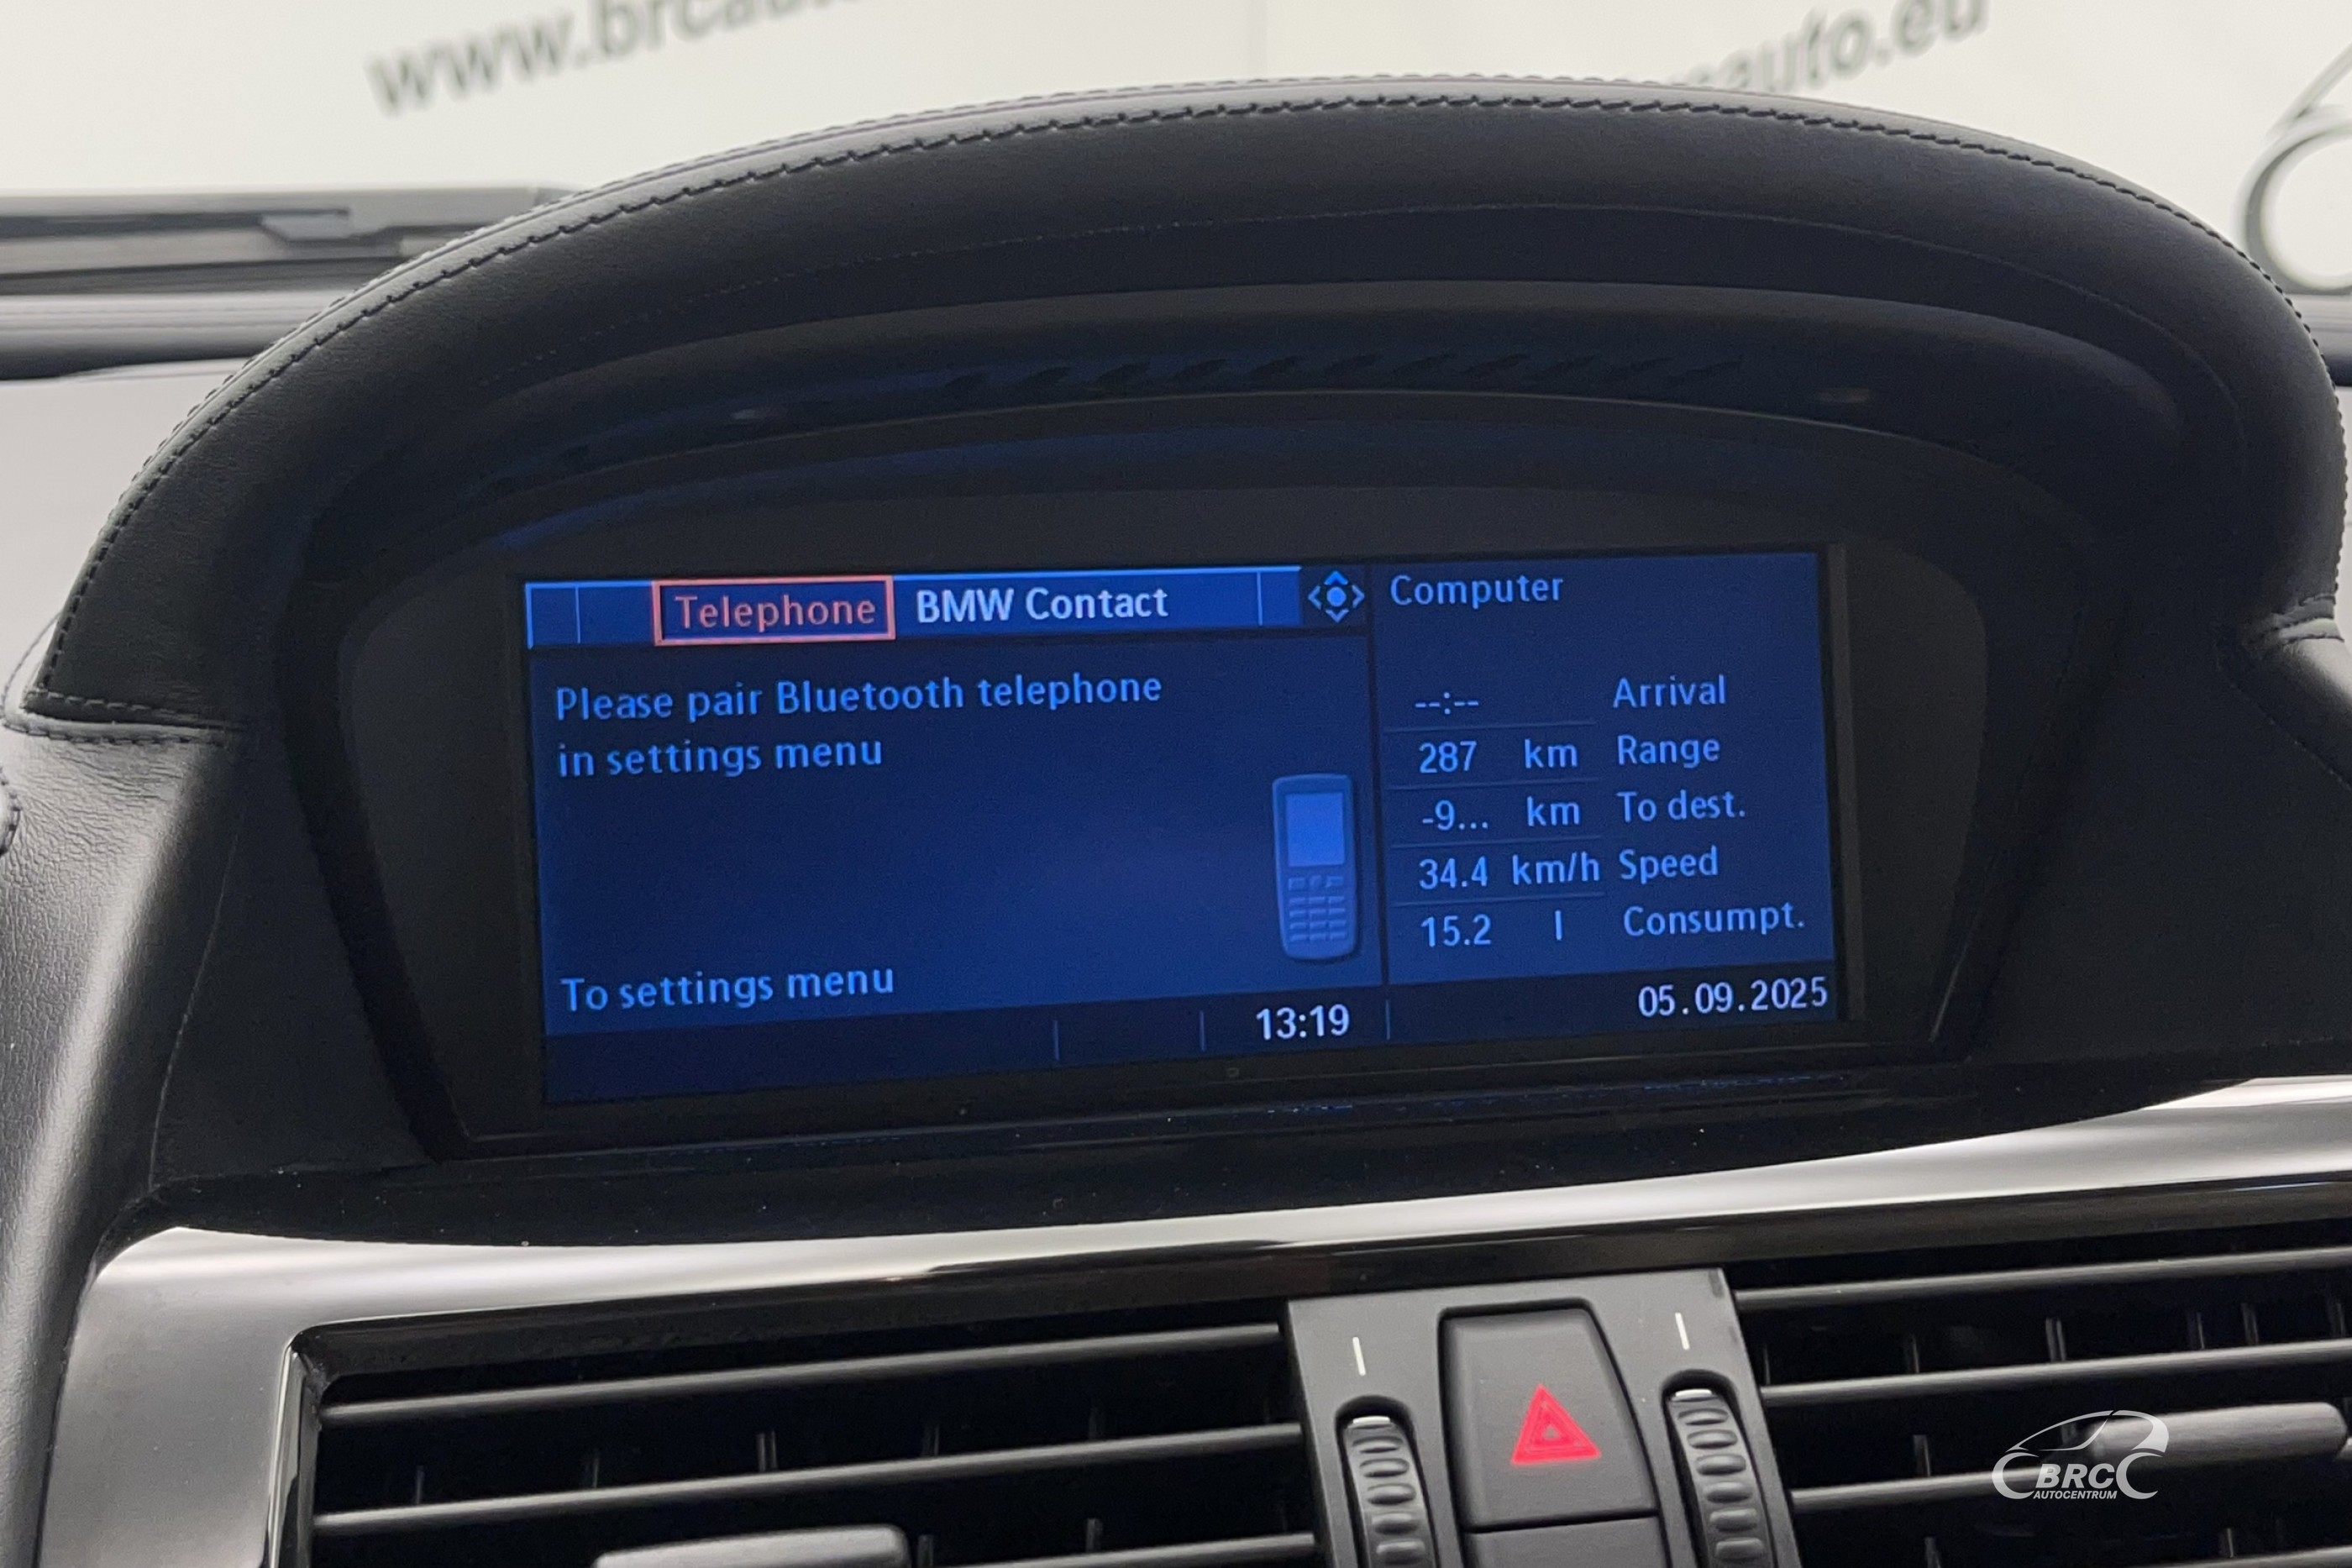 www.brcauto
auto.eu
Telephone BMW Contact
Please pair Bluetooth telephone
in settings menu
To settings menu
13:19
Computer
--:-- Arrival
287 km Range
-9... km To dest.
34.4 km/h Speed
15.2 l Consumpt.
05.09.2025
BRC
AUTOCENTRUM